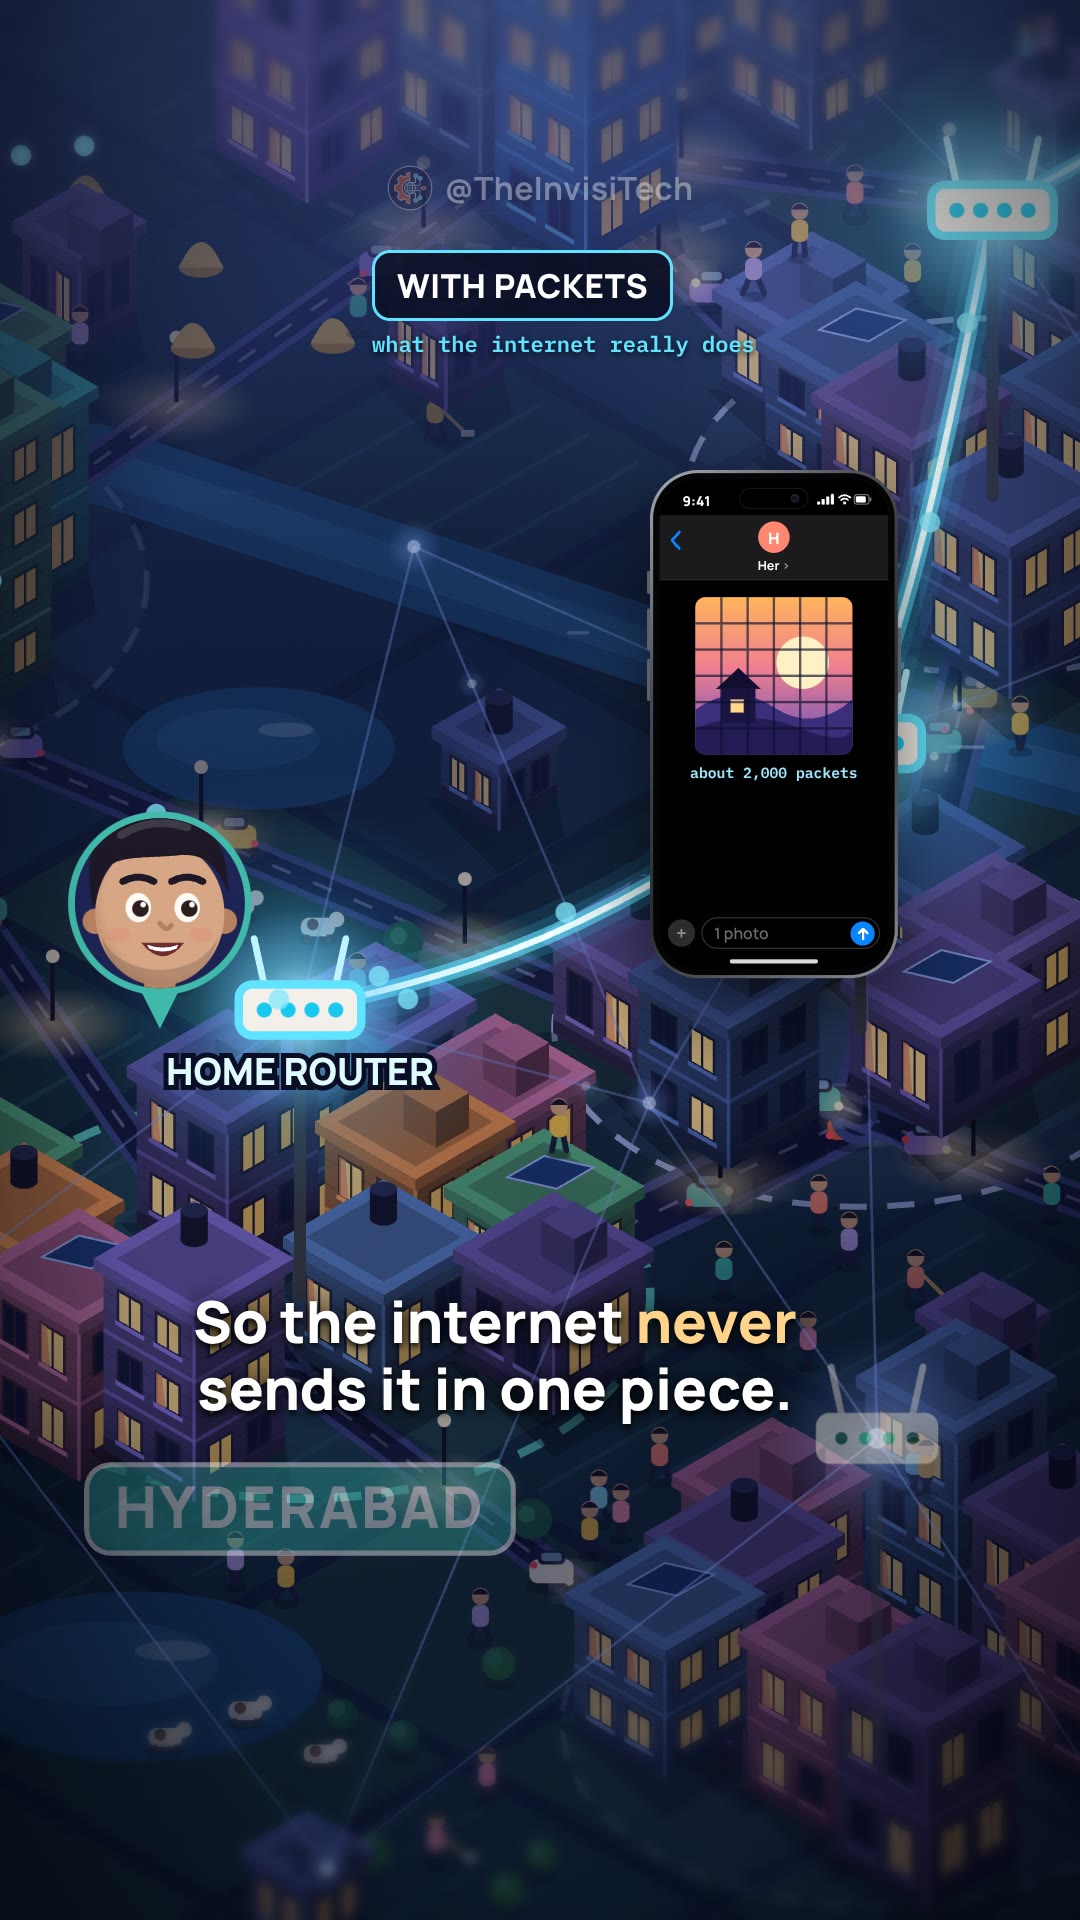 @TheInvisiTech
WITH PACKETS
what the internet really does
9:41
H
Her ›
about 2,000 packets
+ 1 photo
HOME ROUTER
So the internet never
sends it in one piece.
HYDERABAD